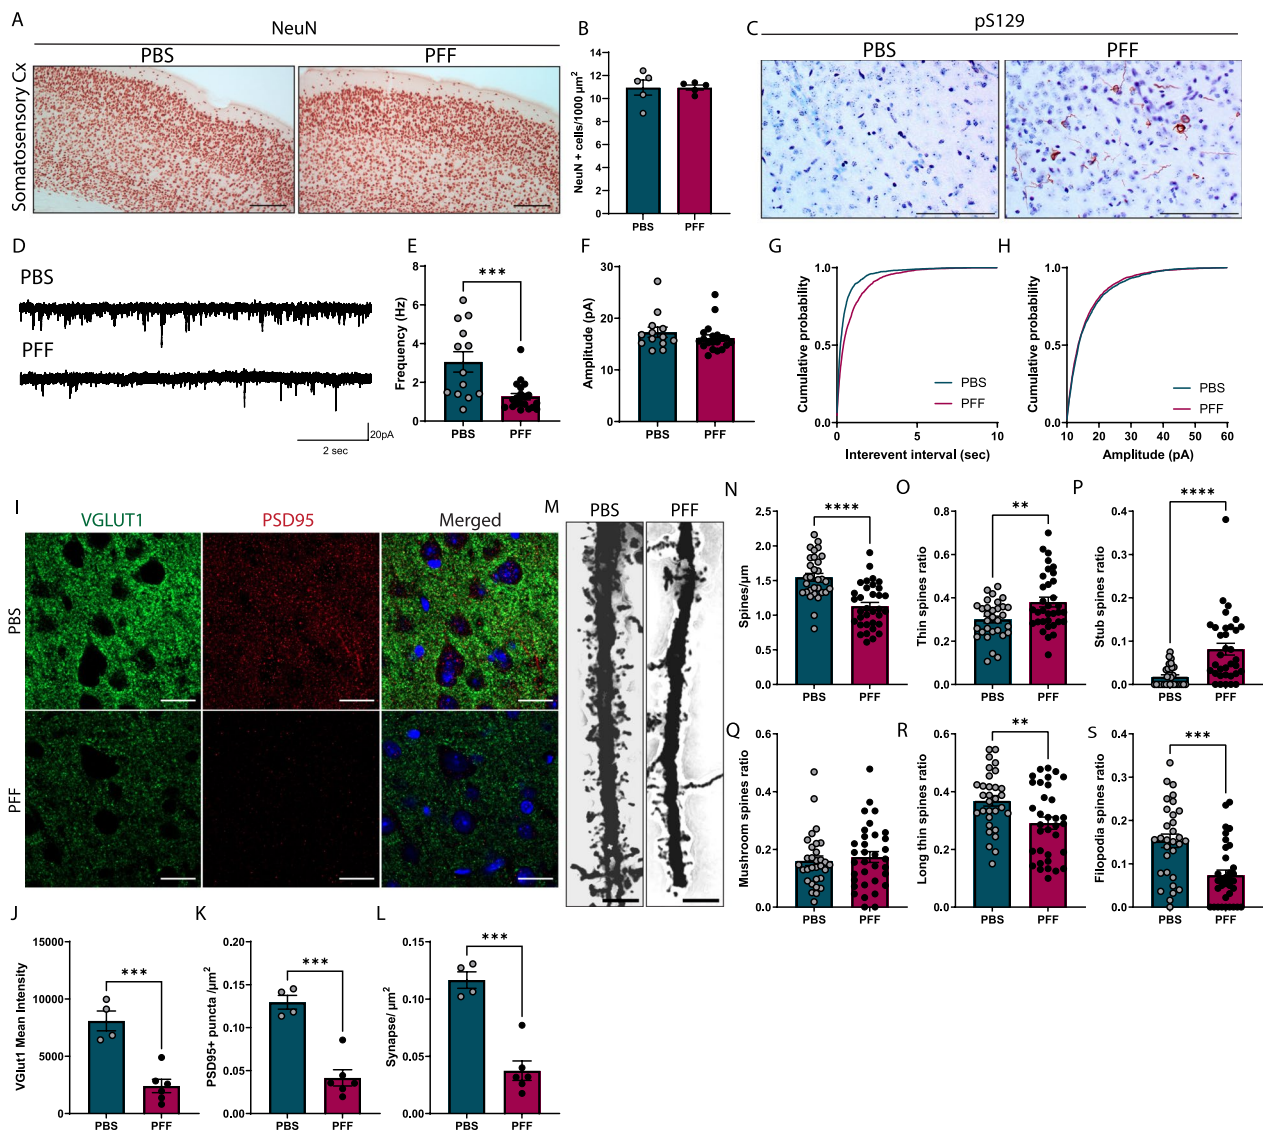 A
NeuN
PBS
PFF
Somatosensory Cx
B
NeuN + cells/1000 µm²
14
12
10
8
6
4
2
0
PBS
PFF
C
pS129
PBS
PFF
D
PBS
PFF
20pA
2 sec
E
Frequency (Hz)
8
6
4
2
0
***
PBS
PFF
F
Amplitude (pA)
30
20
10
0
PBS
PFF
G
Cumulative probability
1.0
0.5
0.0
PBS
PFF
0
5
10
Interevent interval (sec)
H
Cumulative probability
1.0
0.5
0.0
PBS
PFF
10
20
30
40
50
60
Amplitude (pA)
I
VGLUT1
PSD95
Merged
PBS
PFF
J
VGlut1 Mean Intensity
15000
10000
5000
0
***
PBS
PFF
K
PSD95+ puncta /µm²
0.20
0.15
0.10
0.05
0.00
***
PBS
PFF
L
Synapse/ µm²
0.15
0.10
0.05
0.00
***
PBS
PFF
M
PBS
PFF
N
Spines/µm
2.5
2.0
1.5
1.0
0.5
0.0
****
PBS
PFF
O
Thin spines ratio
0.8
0.6
0.4
0.2
0.0
**
PBS
PFF
P
Stub spines ratio
0.4
0.3
0.2
0.1
0.0
****
PBS
PFF
Q
Mushroom spines ratio
0.6
0.4
0.2
0.0
PBS
PFF
R
Long thin spines ratio
0.6
0.4
0.2
0.0
**
PBS
PFF
S
Filopodia spines ratio
0.4
0.3
0.2
0.1
0.0
***
PBS
PFF